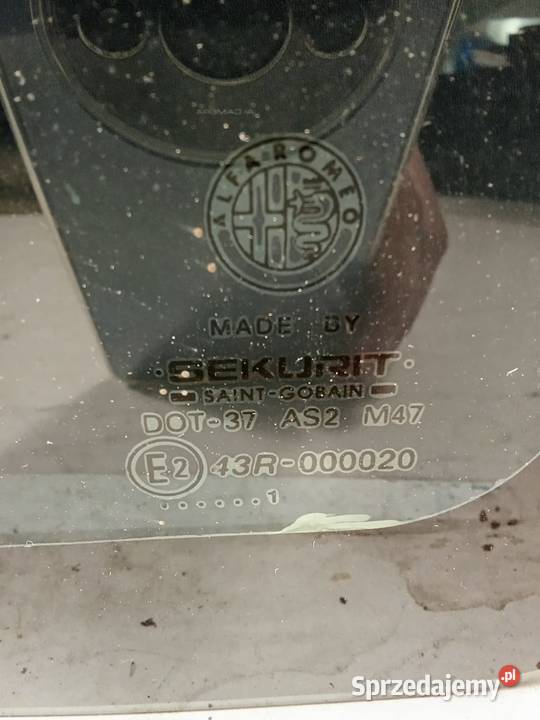 ALFA ROMEO
MADE BY
·SEKURIT·
SAINT-GOBAIN
DOT-37 AS2 M47
E2 43R-000020
......1
Sprzedajemy.pl